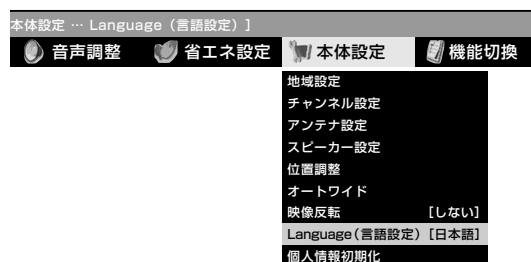 本体設定 … Language（言語設定）]
音声調整 省エネ設定 本体設定 機能切換
地域設定
チャンネル設定
アンテナ設定
スピーカー設定
位置調整
オートワイド
映像反転 [しない]
Language（言語設定） [日本語]
個人情報初期化